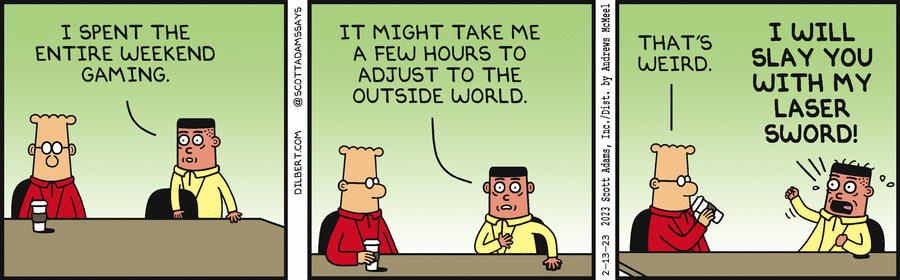 I SPENT THE
ENTIRE WEEKEND
GAMING.
DILBERT.COM @SCOTTADAMSSAYS
IT MIGHT TAKE ME
A FEW HOURS TO
ADJUST TO THE
OUTSIDE WORLD.
2-13-23 2023 Scott Adams, Inc./Dist. by Andrews McMeel
THAT'S
WEIRD.
I WILL
SLAY YOU
WITH MY
LASER
SWORD!